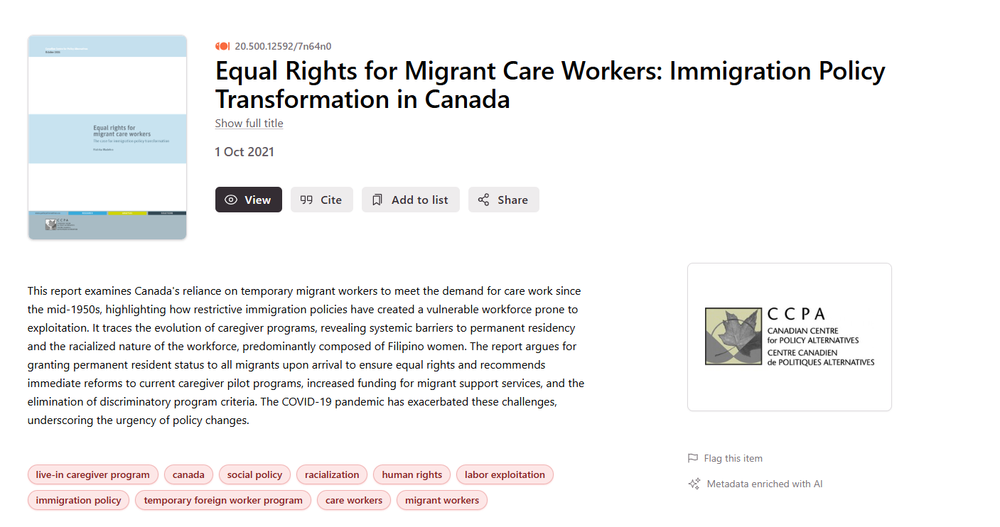 October 2021
Equal rights for
migrant care workers
The case for immigration policy transformation
CCPA
20.500.12592/7n64n0
Equal Rights for Migrant Care Workers: Immigration Policy
Transformation in Canada
Show full title
1 Oct 2021
View
Cite
Add to list
Share
This report examines Canada's reliance on temporary migrant workers to meet the demand for care work since
the mid-1950s, highlighting how restrictive immigration policies have created a vulnerable workforce prone to
exploitation. It traces the evolution of caregiver programs, revealing systemic barriers to permanent residency
and the racialized nature of the workforce, predominantly composed of Filipino women. The report argues for
granting permanent resident status to all migrants upon arrival to ensure equal rights and recommends
immediate reforms to current caregiver pilot programs, increased funding for migrant support services, and the
elimination of discriminatory program criteria. The COVID-19 pandemic has exacerbated these challenges,
underscoring the urgency of policy changes.
live-in caregiver program
canada
social policy
racialization
human rights
labor exploitation
immigration policy
temporary foreign worker program
care workers
migrant workers
CCPA
CANADIAN CENTRE
for POLICY ALTERNATIVES
CENTRE CANADIEN
de POLITIQUES ALTERNATIVES
Flag this item
Metadata enriched with AI